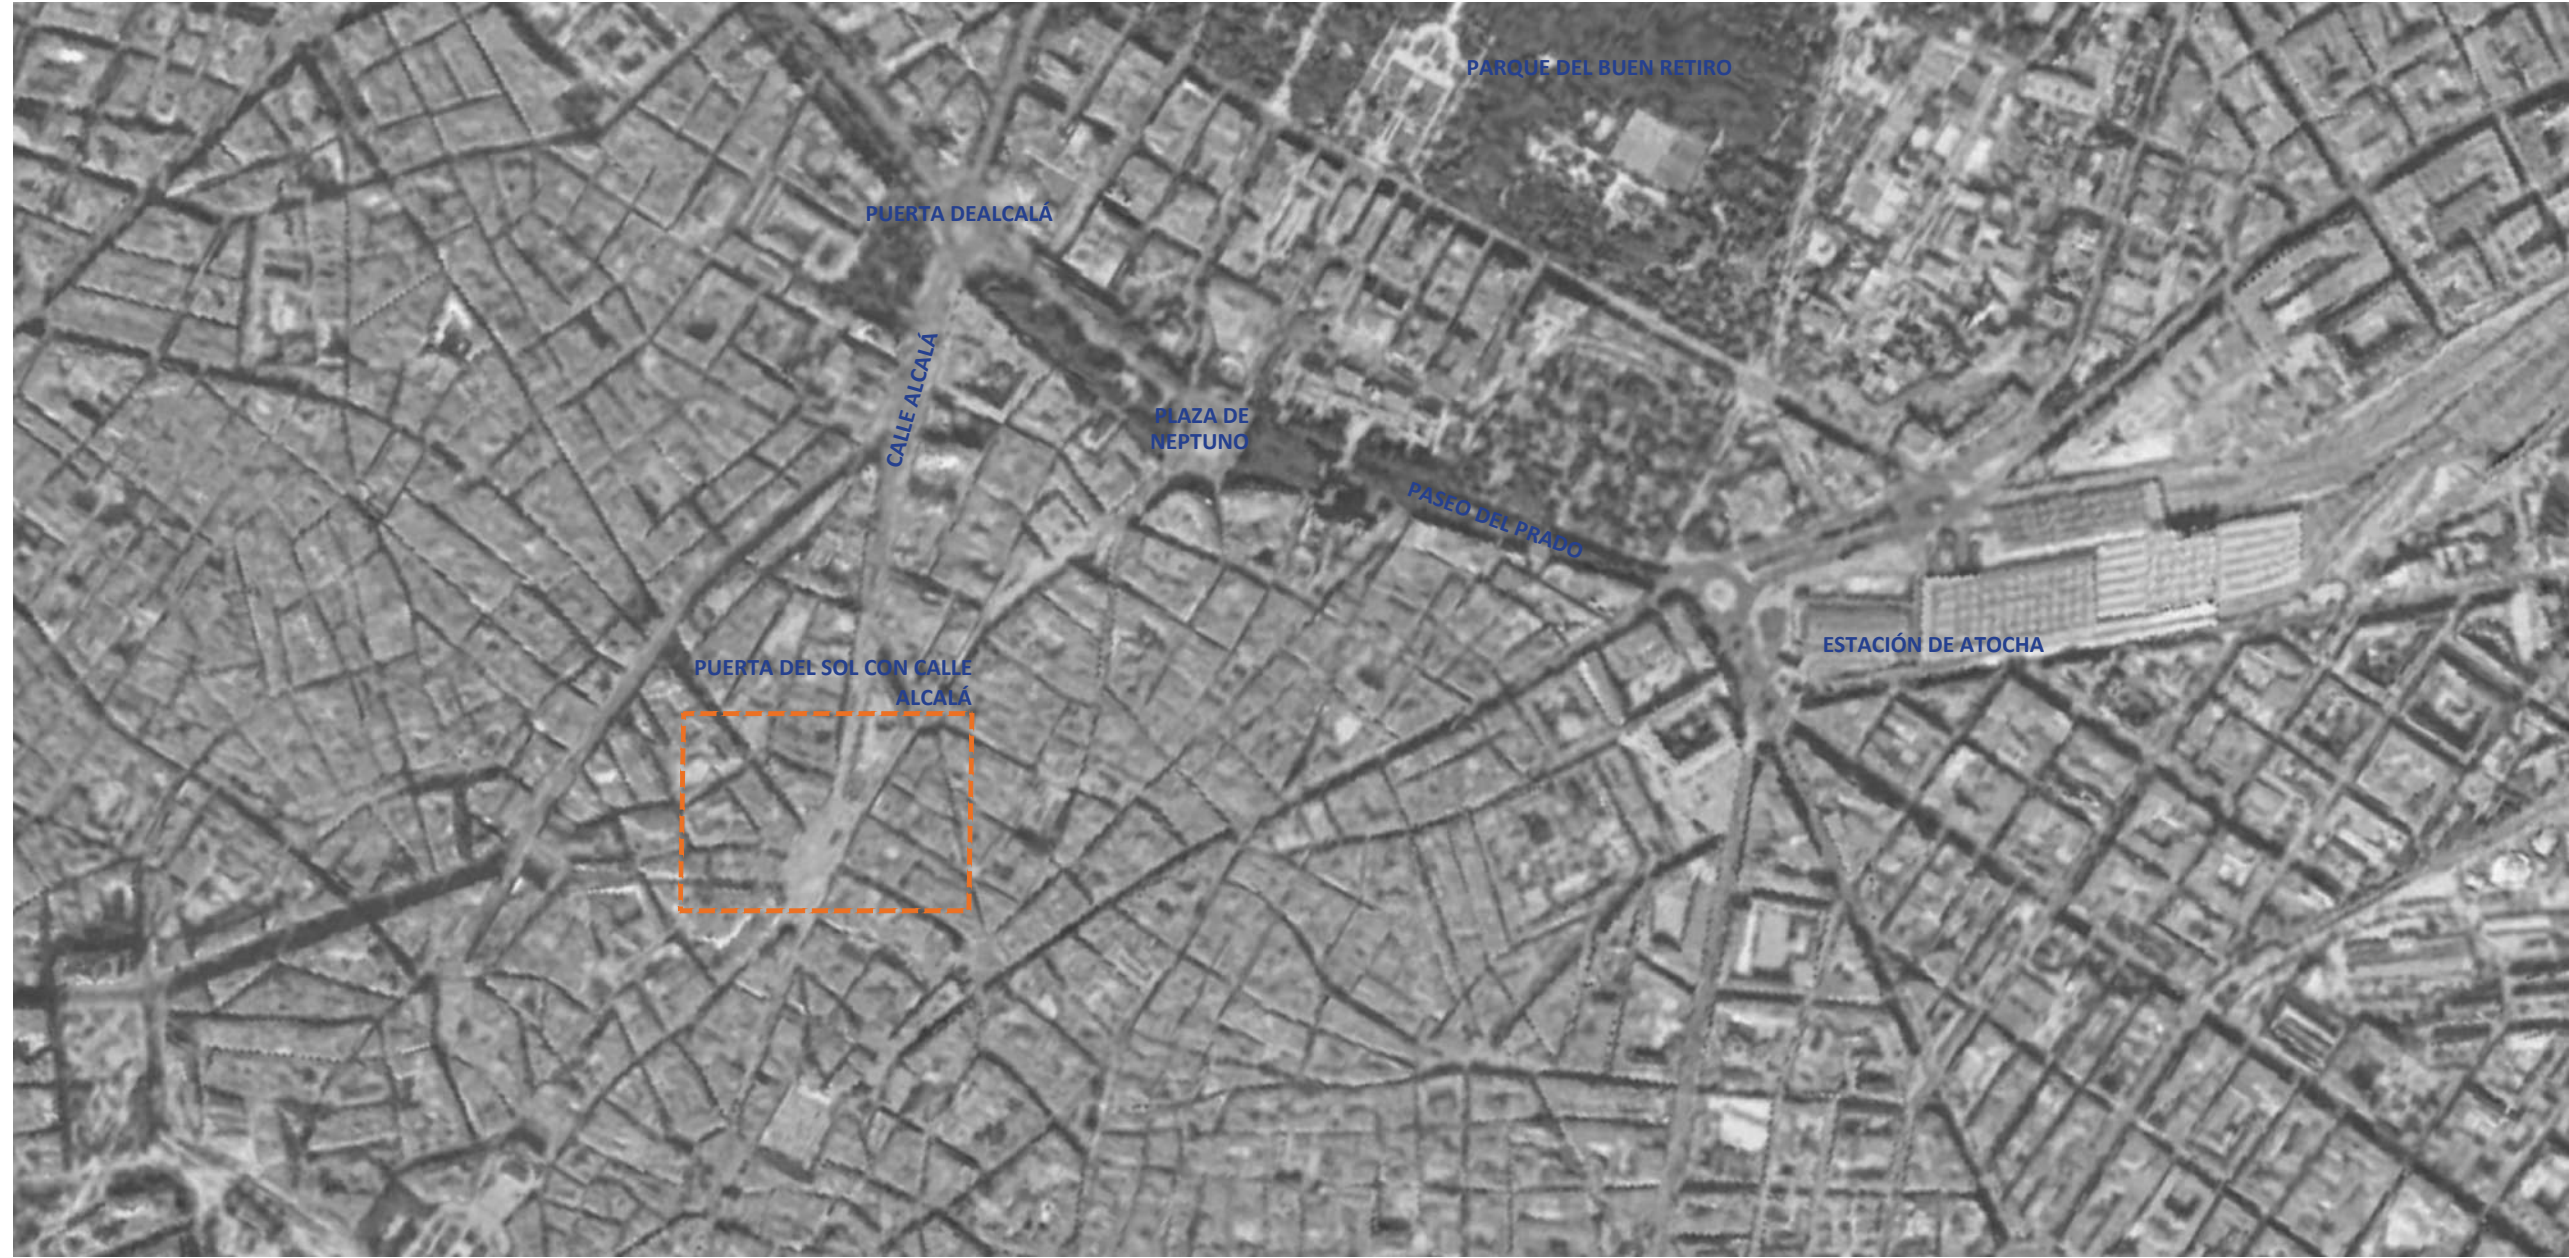 PARQUE DEL BUEN RETIRO
PUERTA DEALCALÁ
CALLE ALCALÁ
PLAZA DE
NEPTUNO
PASEO DEL PRADO
ESTACIÓN DE ATOCHA
PUERTA DEL SOL CON CALLE
ALCALÁ